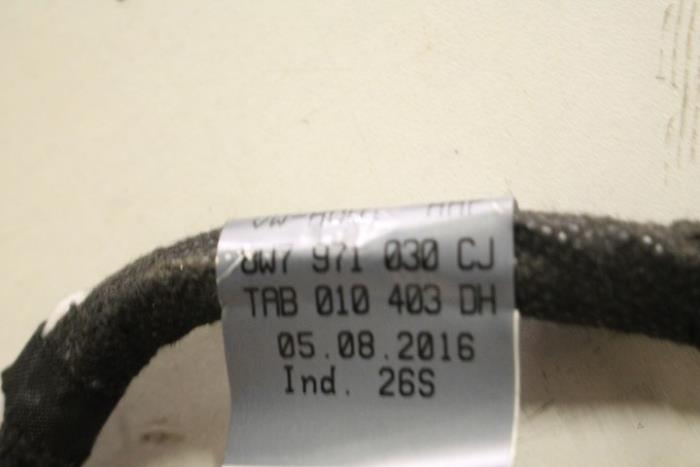 8W7 971 030 CJ
TAB 010 403 DH
05.08.2016
Ind. 26S